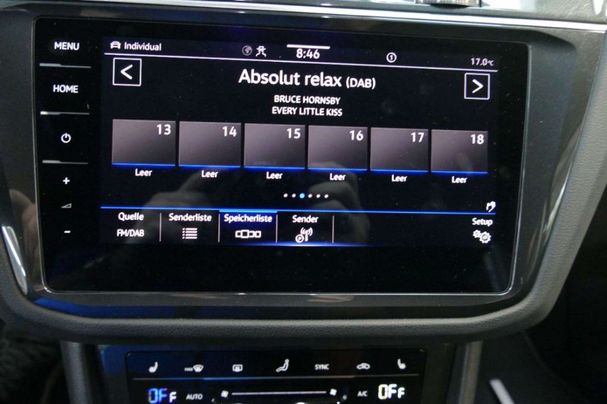 MENU
Individual
8:46
17.0°C
HOME
Absolut relax (DAB)
BRUCE HORNSBY
EVERY LITTLE KISS
13 14 15 16 17 18
Leer Leer Leer Leer Leer Leer
+
-
Quelle Senderliste Speicherliste Sender Setup
FM/DAB
SYNC
OFF AUTO A/C OFF